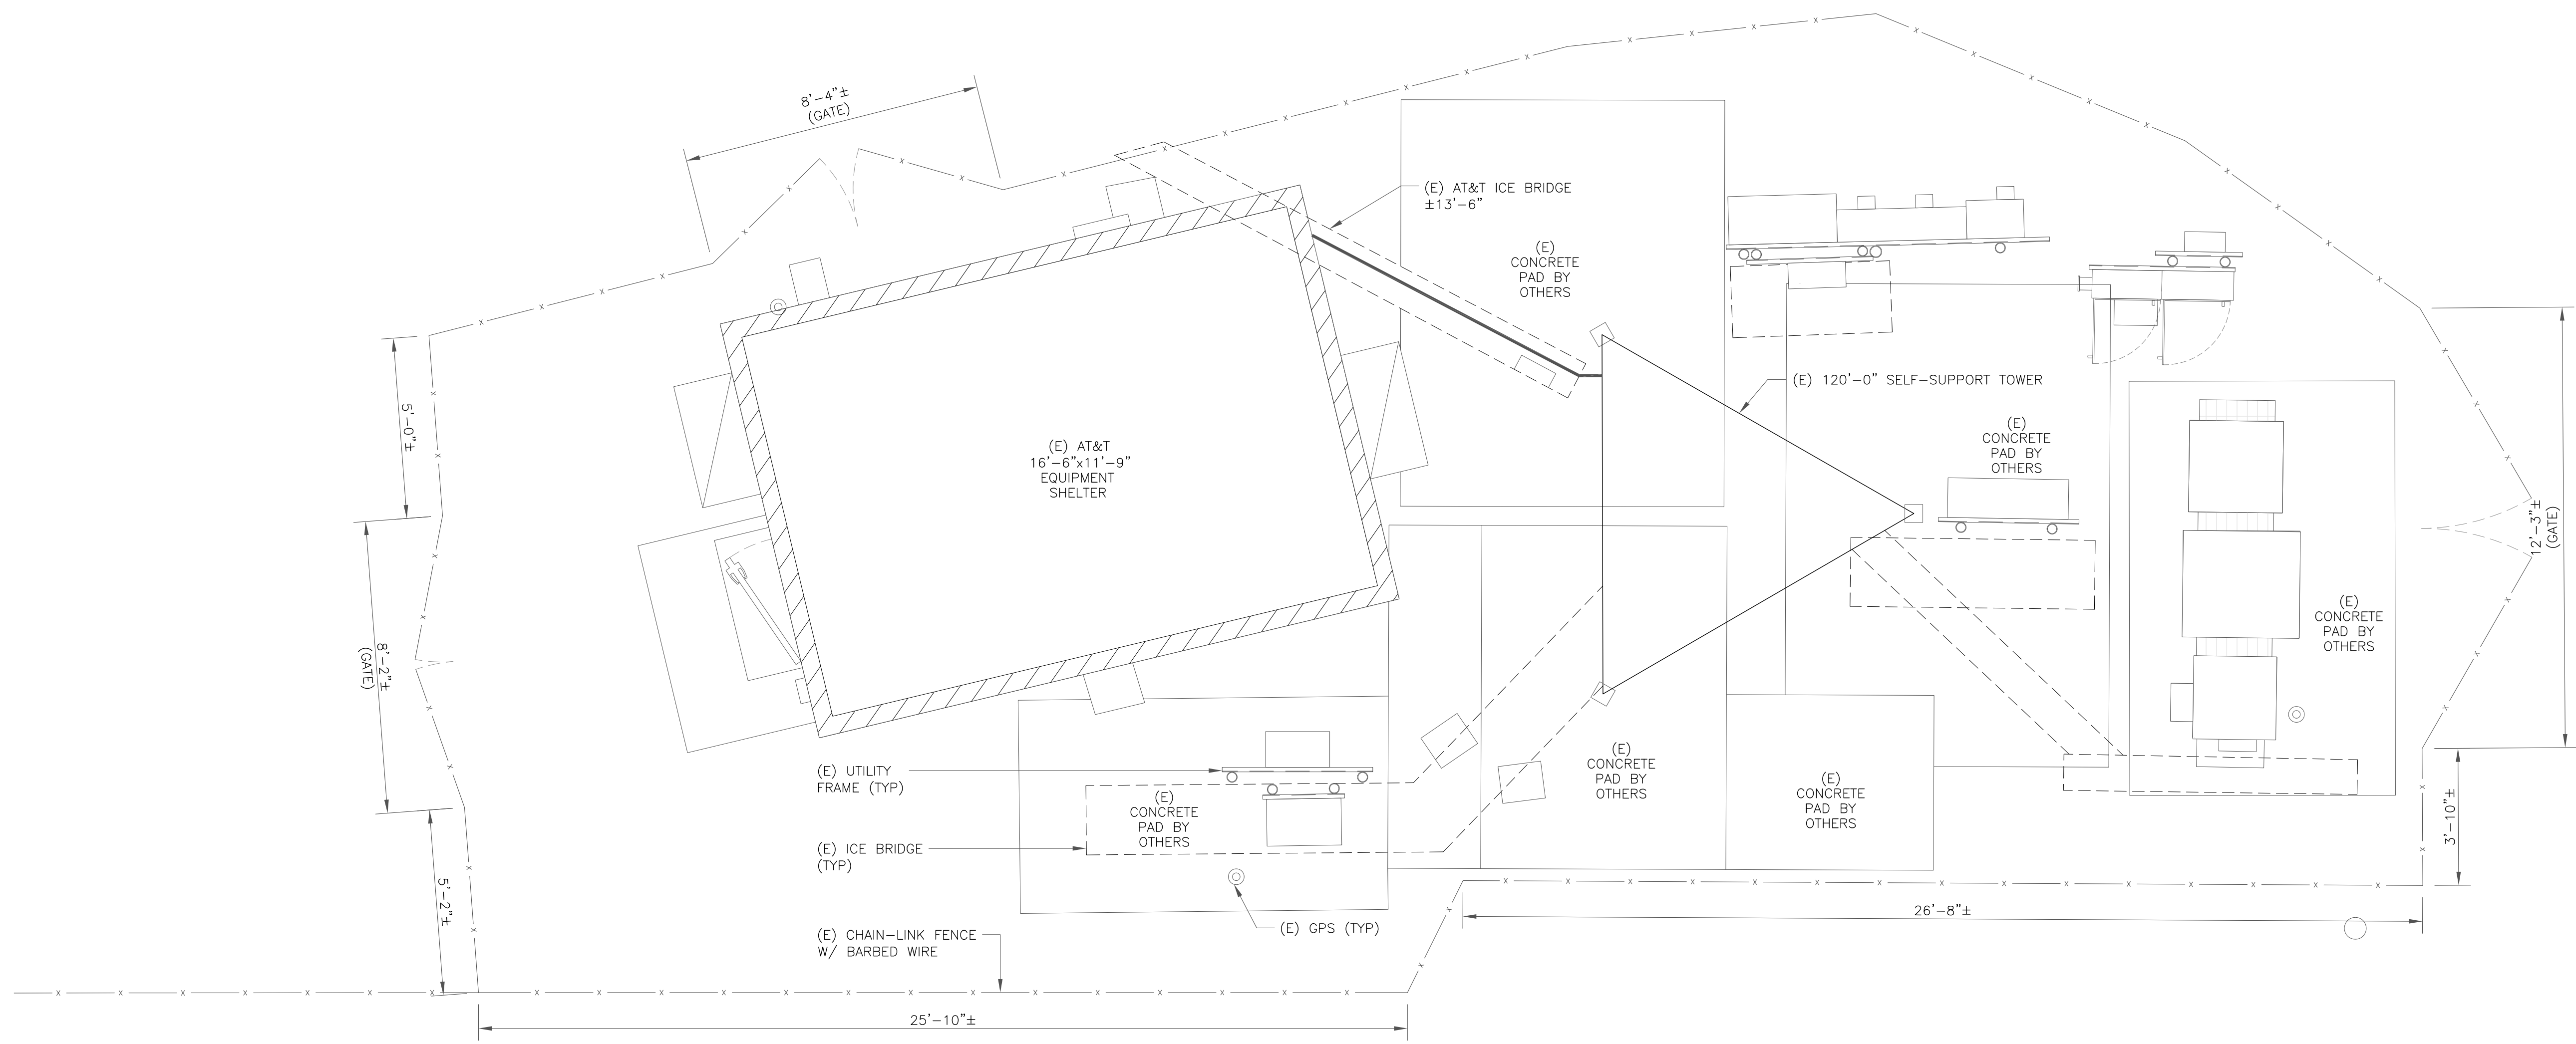 8'-4"±
(GATE)
(E) AT&T ICE BRIDGE
±13'-6"
(E)
CONCRETE
PAD BY
OTHERS
(E) 120'-0" SELF-SUPPORT TOWER
5'-0"±
(E) AT&T
16'-6"x11'-9"
EQUIPMENT
SHELTER
(E)
CONCRETE
PAD BY
OTHERS
12'-3"±
(GATE)
8'-2"±
(GATE)
(E)
CONCRETE
PAD BY
OTHERS
(E) UTILITY
FRAME (TYP)
(E)
CONCRETE
PAD BY
OTHERS
(E)
CONCRETE
PAD BY
OTHERS
(E)
CONCRETE
PAD BY
OTHERS
3'-10"±
(E) ICE BRIDGE
(TYP)
5'-2"±
(E) GPS (TYP)
26'-8"±
(E) CHAIN-LINK FENCE
W/ BARBED WIRE
25'-10"±